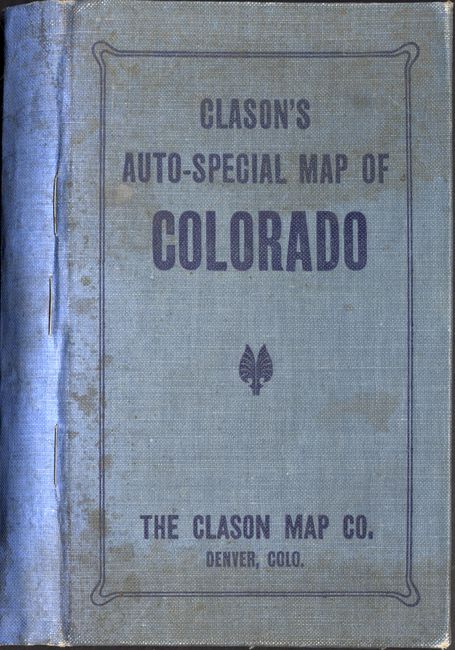 CLASON'S
AUTO-SPECIAL MAP OF
COLORADO
THE CLASON MAP CO.
DENVER, COLO.